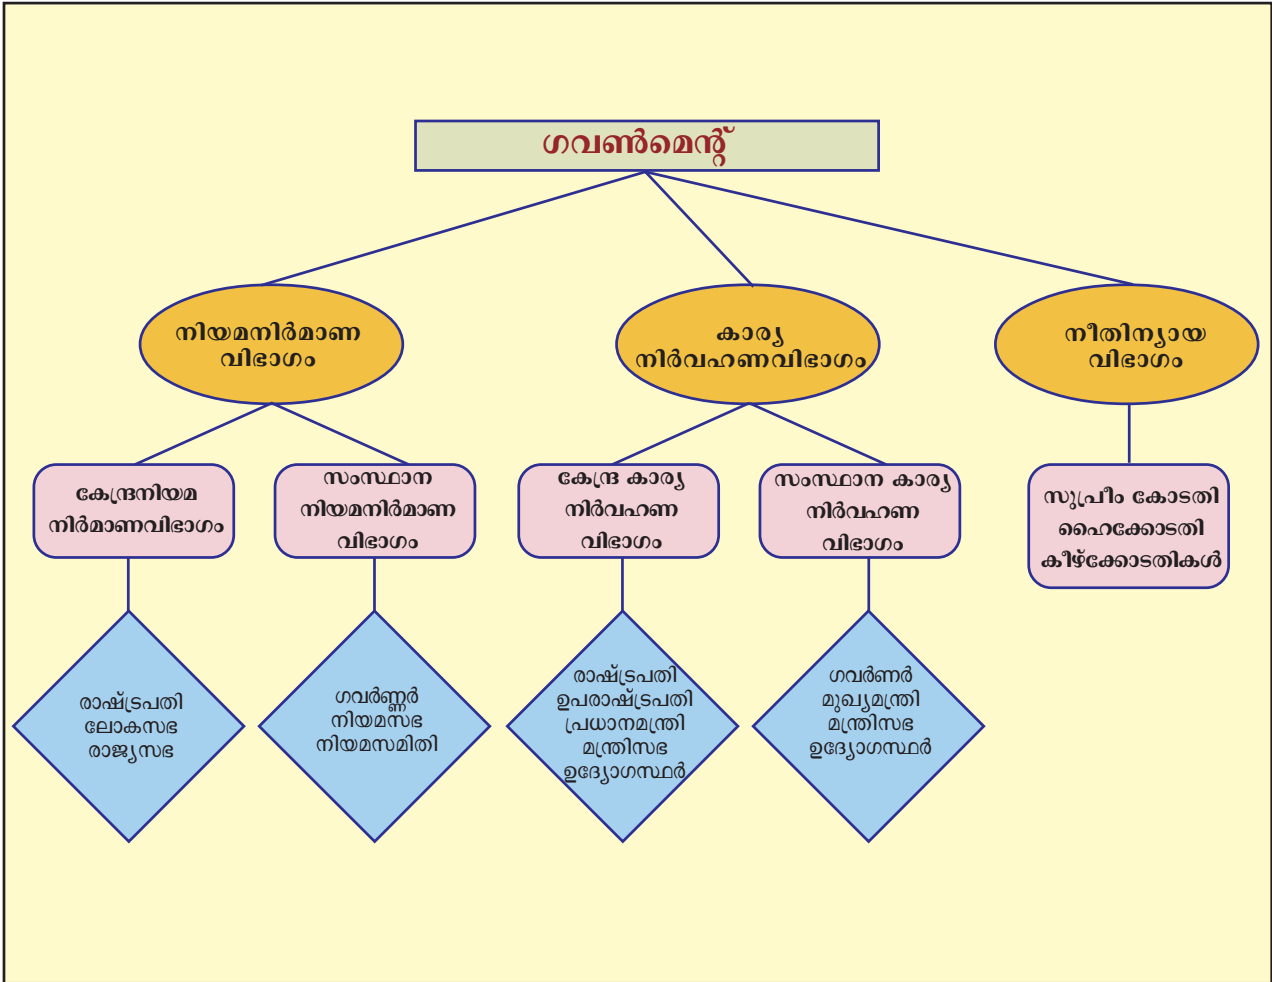 ഗവൺമെന്റ്
നിയമനിർമാണ
വിഭാഗം
കാര്യ
നിർവഹണവിഭാഗം
നീതിന്യായ
വിഭാഗം
കേന്ദ്രനിയമ
നിർമാണവിഭാഗം
സംസ്ഥാന
നിയമനിർമാണ
വിഭാഗം
കേന്ദ്ര കാര്യ
നിർവഹണ
വിഭാഗം
സംസ്ഥാന കാര്യ
നിർവഹണ
വിഭാഗം
സുപ്രീം കോടതി
ഹൈക്കോടതി
കീഴ്ക്കോടതികൾ
രാഷ്ട്രപതി
ലോകസഭ
രാജ്യസഭ
ഗവർണ്ണർ
നിയമസഭ
നിയമസമിതി
രാഷ്ട്രപതി
ഉപരാഷ്ട്രപതി
പ്രധാനമന്ത്രി
മന്ത്രിസഭ
ഉദ്യോഗസ്ഥർ
ഗവർണർ
മുഖ്യമന്ത്രി
മന്ത്രിസഭ
ഉദ്യോഗസ്ഥർ